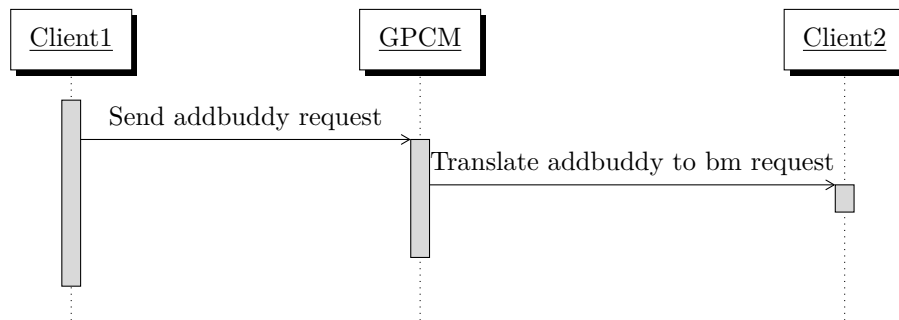 Client1
GPCM
Client2
Send addbuddy request
Translate addbuddy to bm request